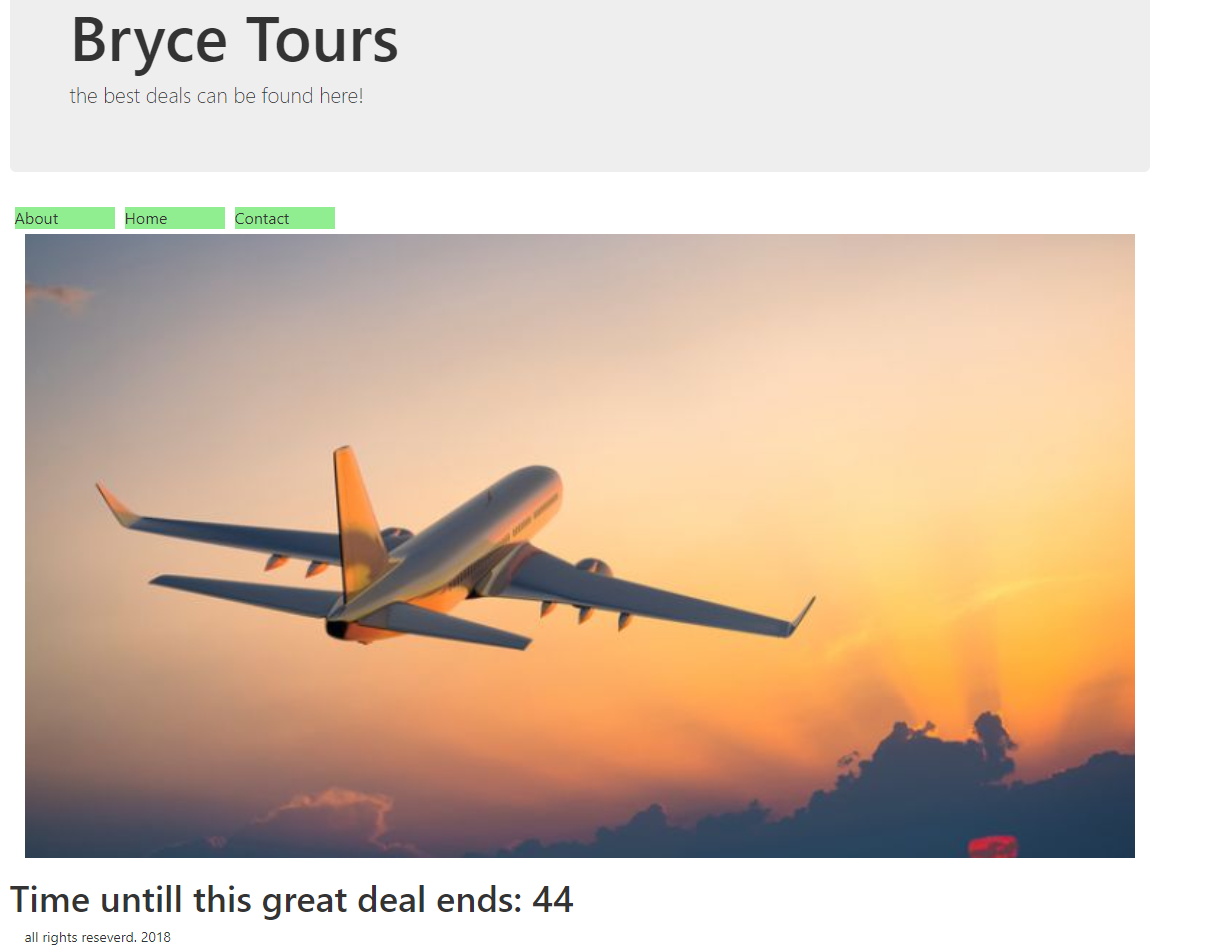 Bryce Tours
the best deals can be found here!
About Home Contact
Time untill this great deal ends: 44
all rights reseverd. 2018